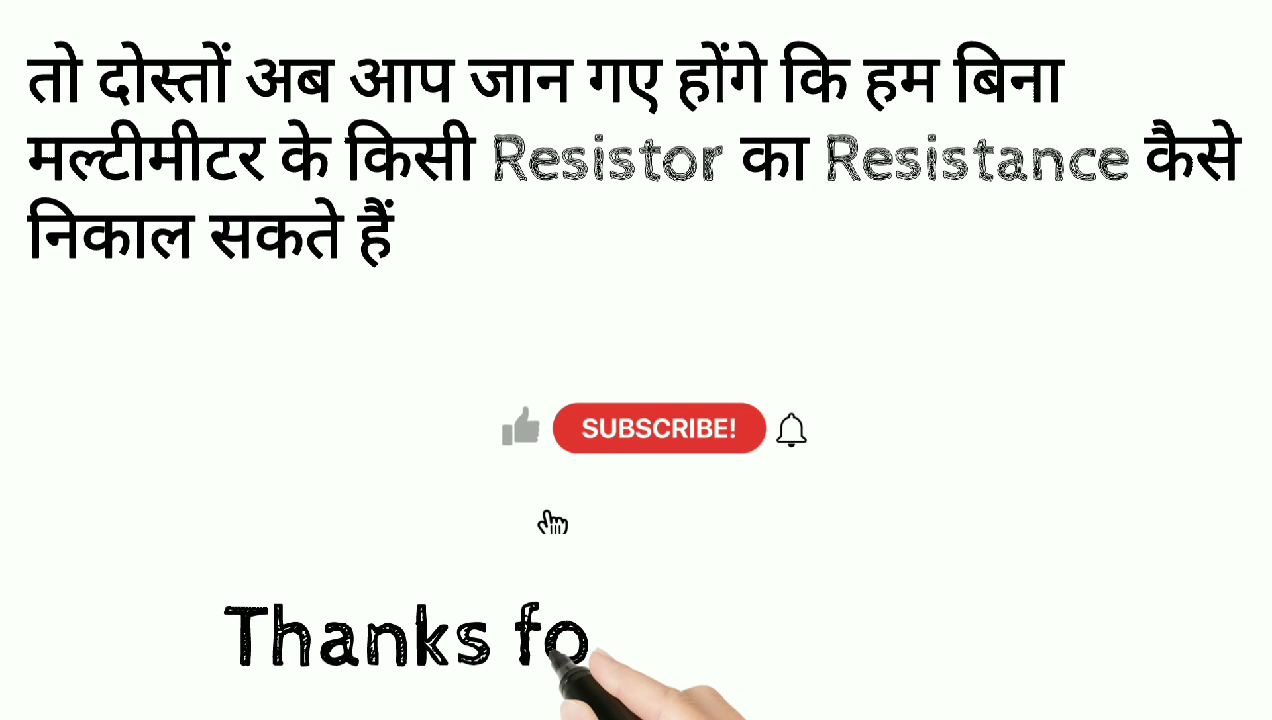 तो दोस्तों अब आप जान गए होंगे कि हम बिना
मल्टीमीटर के किसी Resistor का Resistance कैसे
निकाल सकते हैं
SUBSCRIBE!
Thanks fo